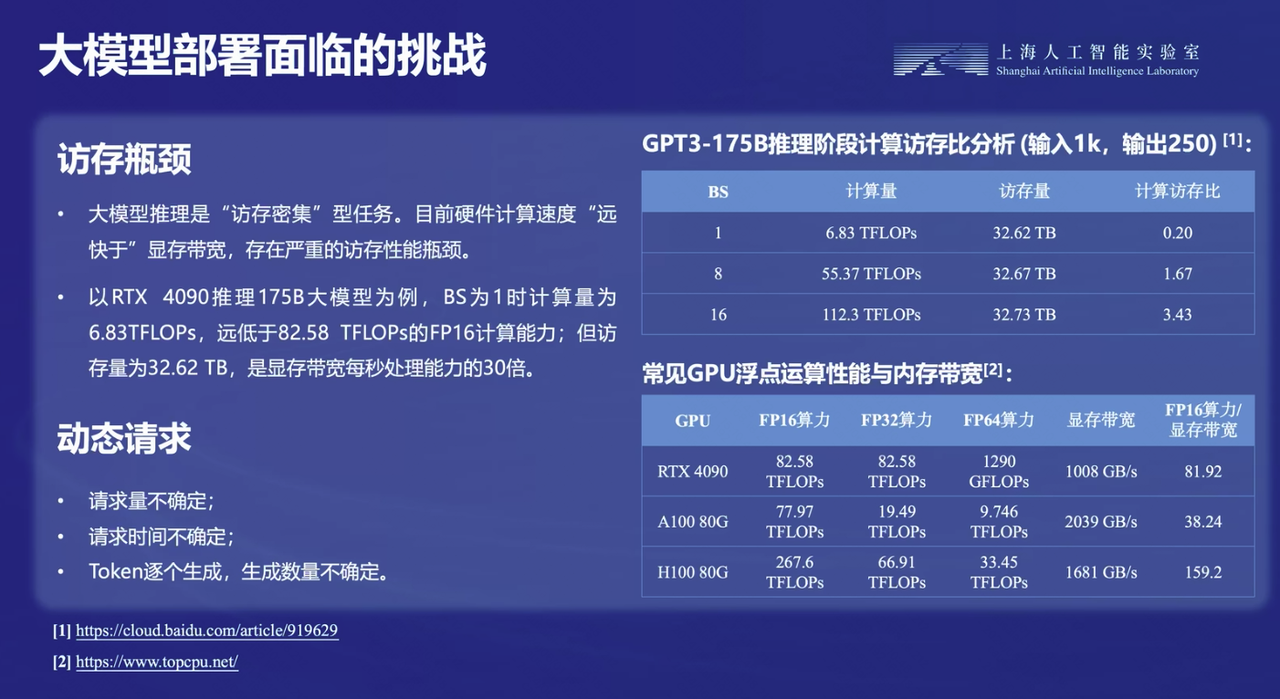 大模型部署面临的挑战
上海人工智能实验室
Shanghai Artificial Intelligence Laboratory
访存瓶颈
• 大模型推理是“访存密集”型任务。目前硬件计算速度“远
快于”显存带宽，存在严重的访存性能瓶颈。
• 以RTX 4090推理175B大模型为例，BS为1时计算量为
6.83TFLOPs，远低于82.58 TFLOPs的FP16计算能力；但访
存量为32.62 TB，是显存带宽每秒处理能力的30倍。
动态请求
• 请求量不确定；
• 请求时间不确定；
• Token逐个生成，生成数量不确定。
GPT3-175B推理阶段计算访存比分析 (输入1k，输出250) [1]：
BS 计算量 访存量 计算访存比
1 6.83 TFLOPs 32.62 TB 0.20
8 55.37 TFLOPs 32.67 TB 1.67
16 112.3 TFLOPs 32.73 TB 3.43
常见GPU浮点运算性能与内存带宽[2]：
GPU FP16算力 FP32算力 FP64算力 显存带宽 FP16算力/
显存带宽
RTX 4090 82.58 TFLOPs 82.58 TFLOPs 1290 GFLOPs 1008 GB/s 81.92
A100 80G 77.97 TFLOPs 19.49 TFLOPs 9.746 TFLOPs 2039 GB/s 38.24
H100 80G 267.6 TFLOPs 66.91 TFLOPs 33.45 TFLOPs 1681 GB/s 159.2
[1] https://cloud.baidu.com/article/919629
[2] https://www.topcpu.net/